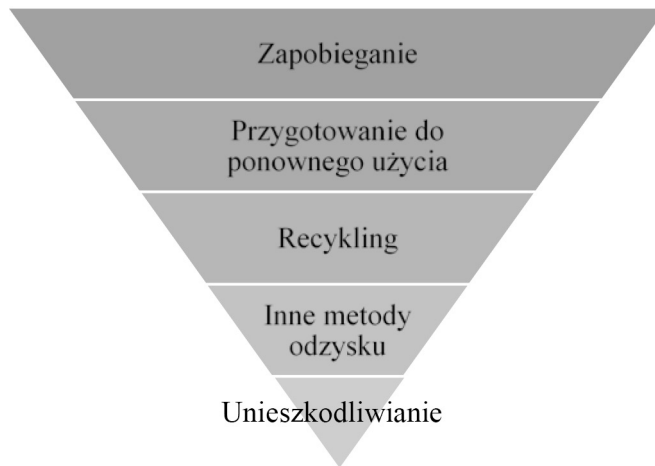 Zapobieganie
Przygotowanie do
ponownego użycia
Recykling
Inne metody
odzysku
Unieszkodliwianie